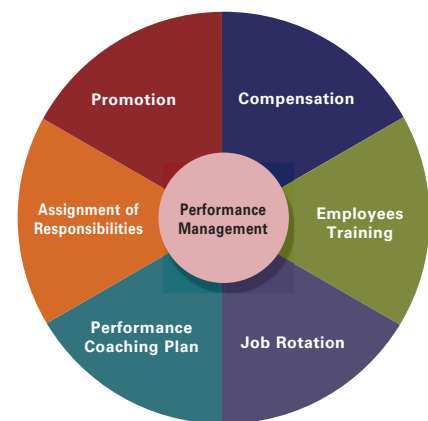 Promotion
Compensation
Assignment of
Responsibilities
Performance
Management
Employees
Training
Performance
Coaching Plan
Job Rotation